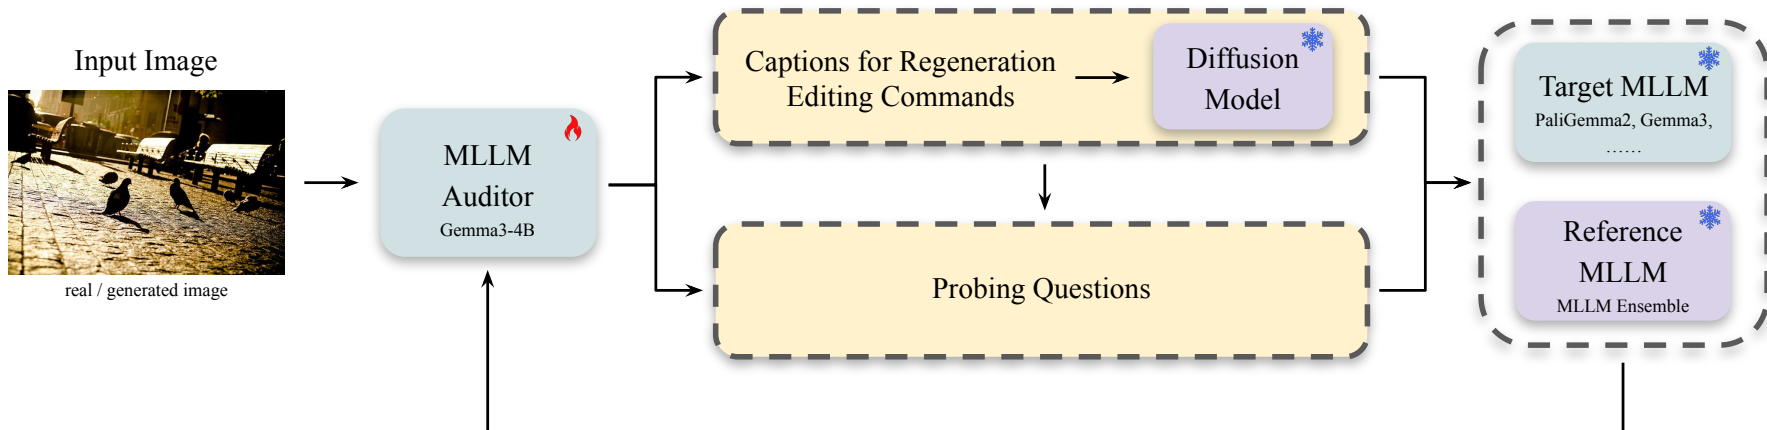 Input Image
real / generated image
MLLM
Auditor
Gemma3-4B
Captions for Regeneration
Editing Commands
Diffusion
Model
Probing Questions
Target MLLM
PaliGemma2, Gemma3,
......
Reference
MLLM
MLLM Ensemble